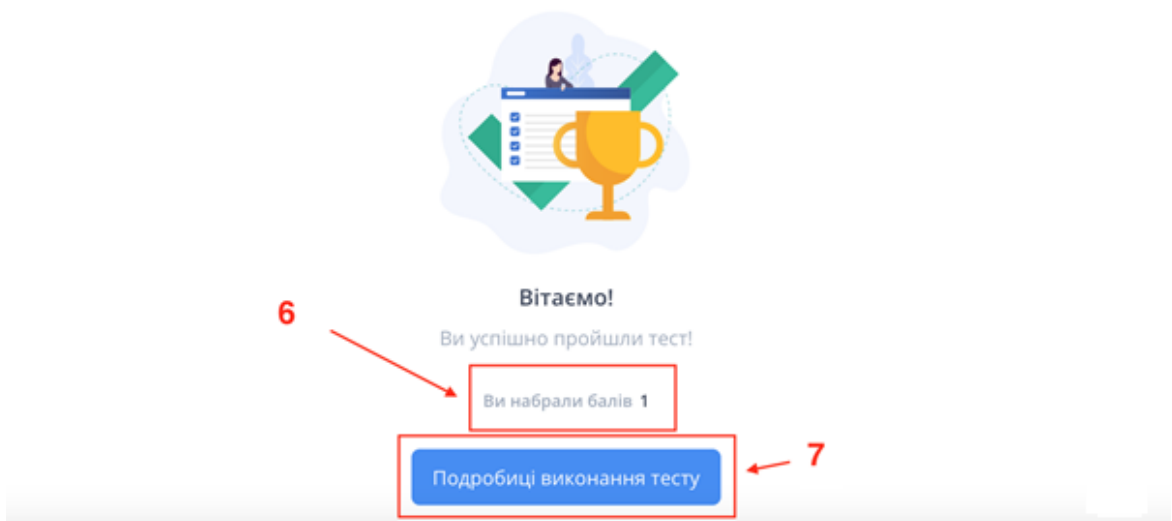 Вітаємо!
6
Ви успішно пройшли тест!
Ви набрали балів 1
7
Подробиці виконання тесту